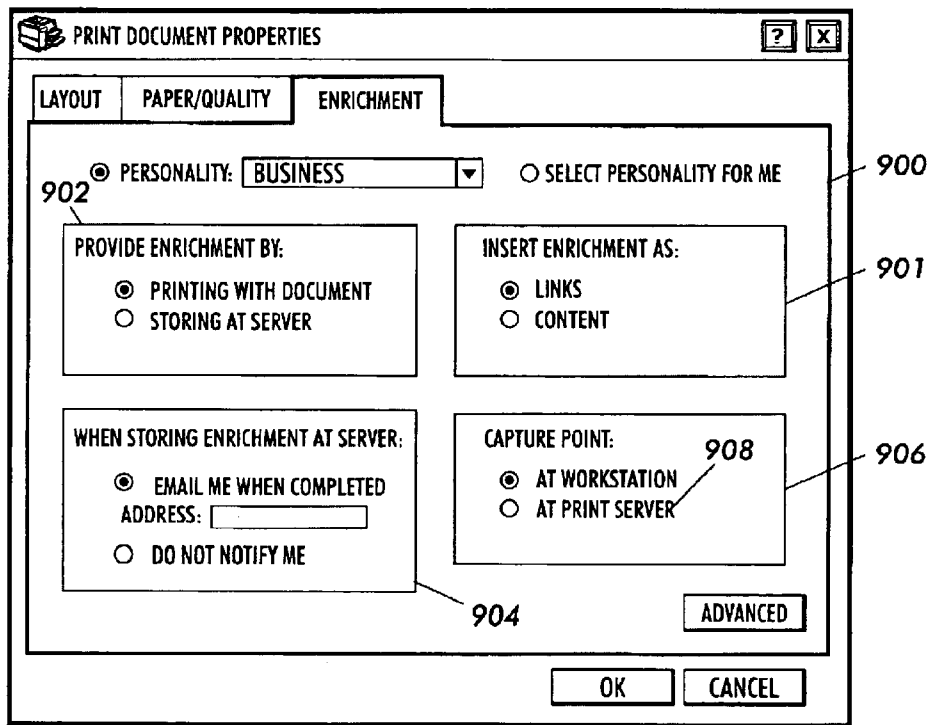 PRINT DOCUMENT PROPERTIES ? X
LAYOUT PAPER/QUALITY ENRICHMENT
PERSONALITY: BUSINESS SELECT PERSONALITY FOR ME
900
902
PROVIDE ENRICHMENT BY:
PRINTING WITH DOCUMENT
STORING AT SERVER
INSERT ENRICHMENT AS:
LINKS
CONTENT
901
WHEN STORING ENRICHMENT AT SERVER:
EMAIL ME WHEN COMPLETED
ADDRESS:
DO NOT NOTIFY ME
904
CAPTURE POINT:
908
AT WORKSTATION
AT PRINT SERVER
906
ADVANCED
OK CANCEL